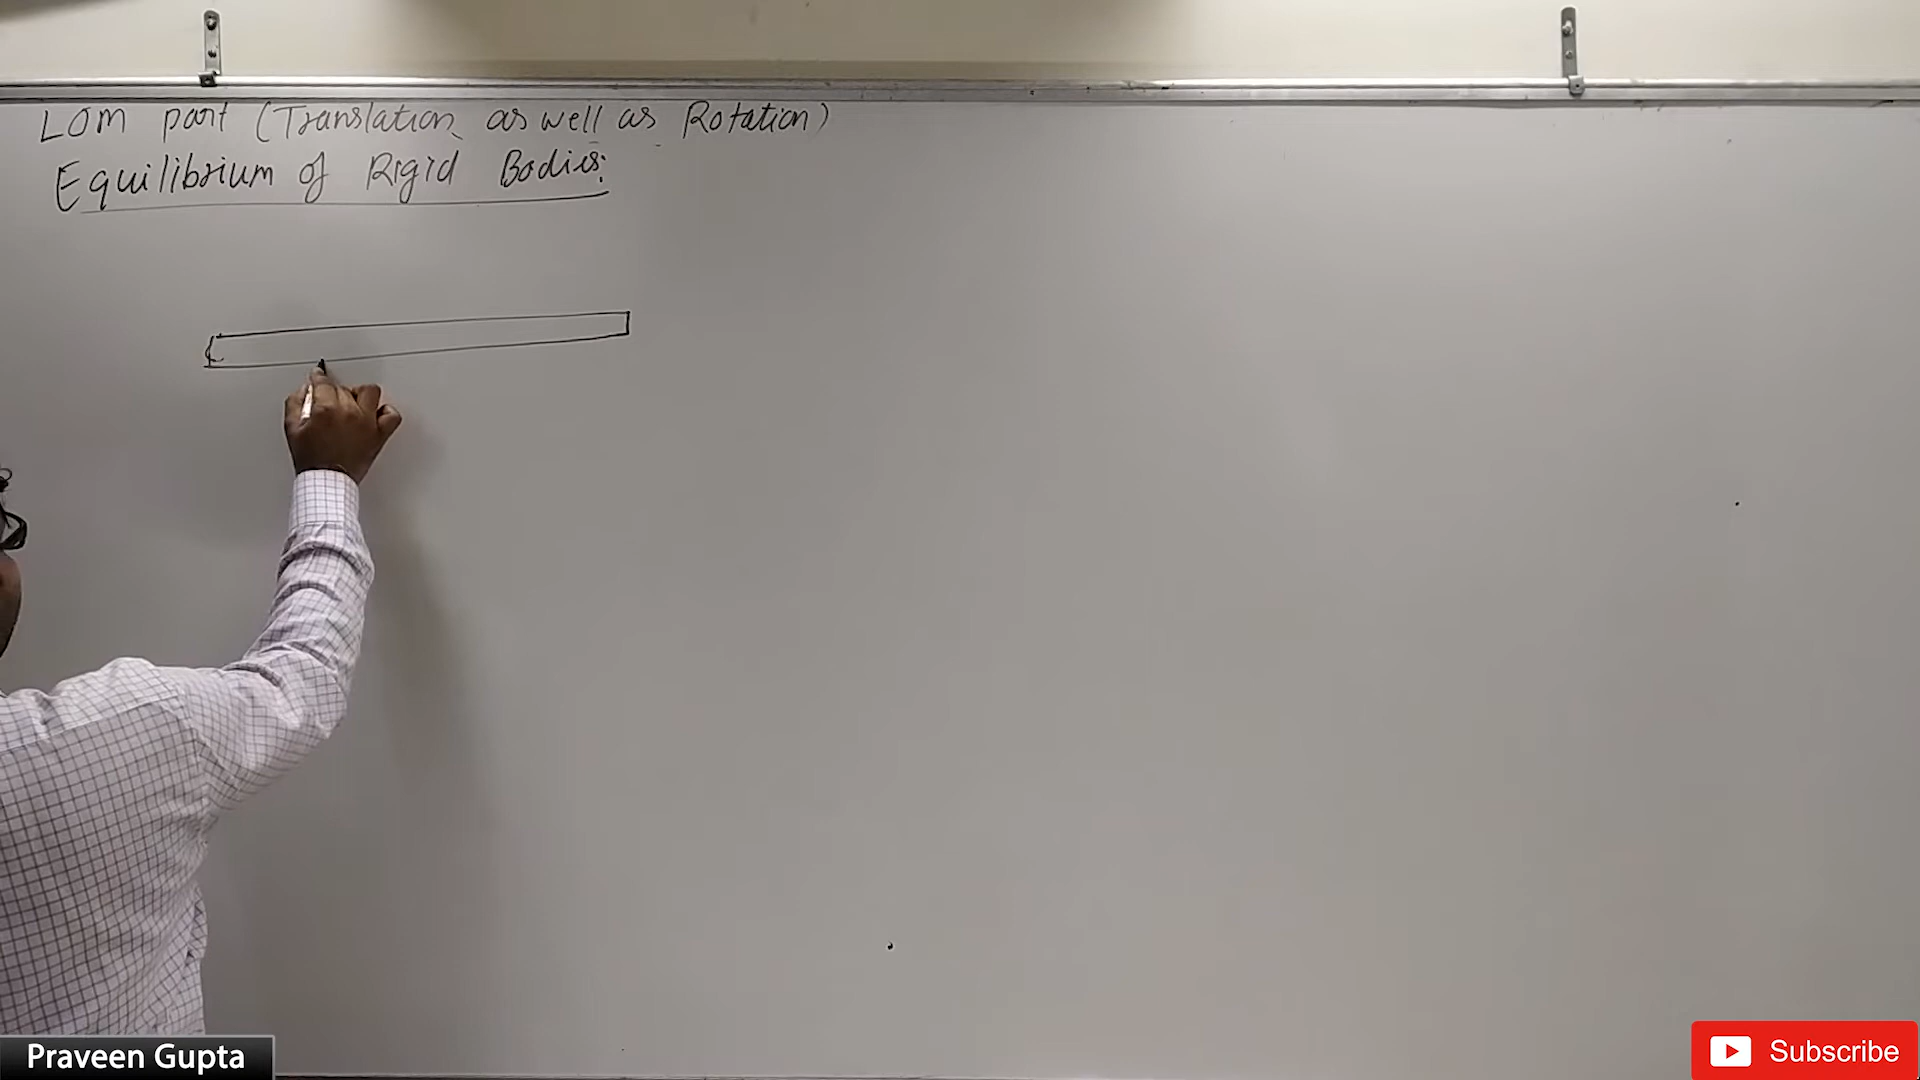 LOM part (Translation as well as Rotation)
Equilibrium of Rigid Bodies:
Praveen Gupta
Subscribe